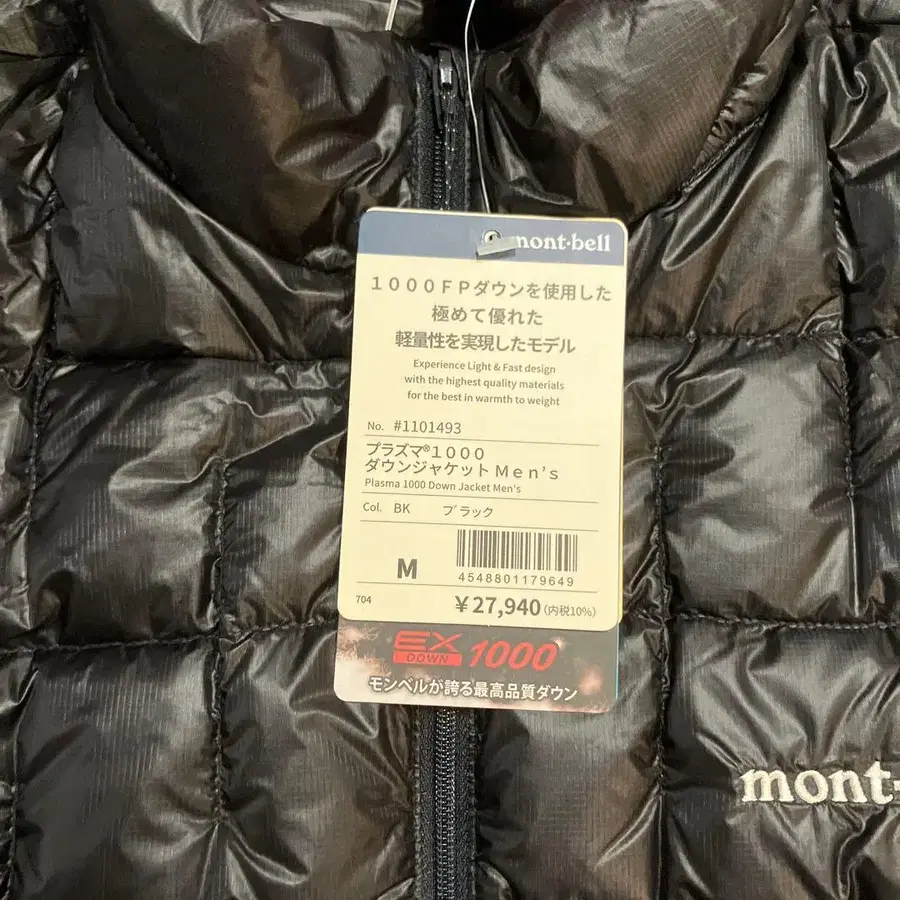 mont·bell
１０００ＦＰダウンを使用した
極めて優れた
軽量性を実現したモデル
Experience Light & Fast design
with the highest quality materials
for the best in warmth to weight
No. #1101493
プラズマ®１０００
ダウンジャケット Ｍｅｎ’ｓ
Plasma 1000 Down Jacket Men's
Col. BK ブラック
M
4548801179649
704 ¥27,940(内税10%)
EX
DOWN 1000
モンベルが誇る最高品質ダウン
mont-